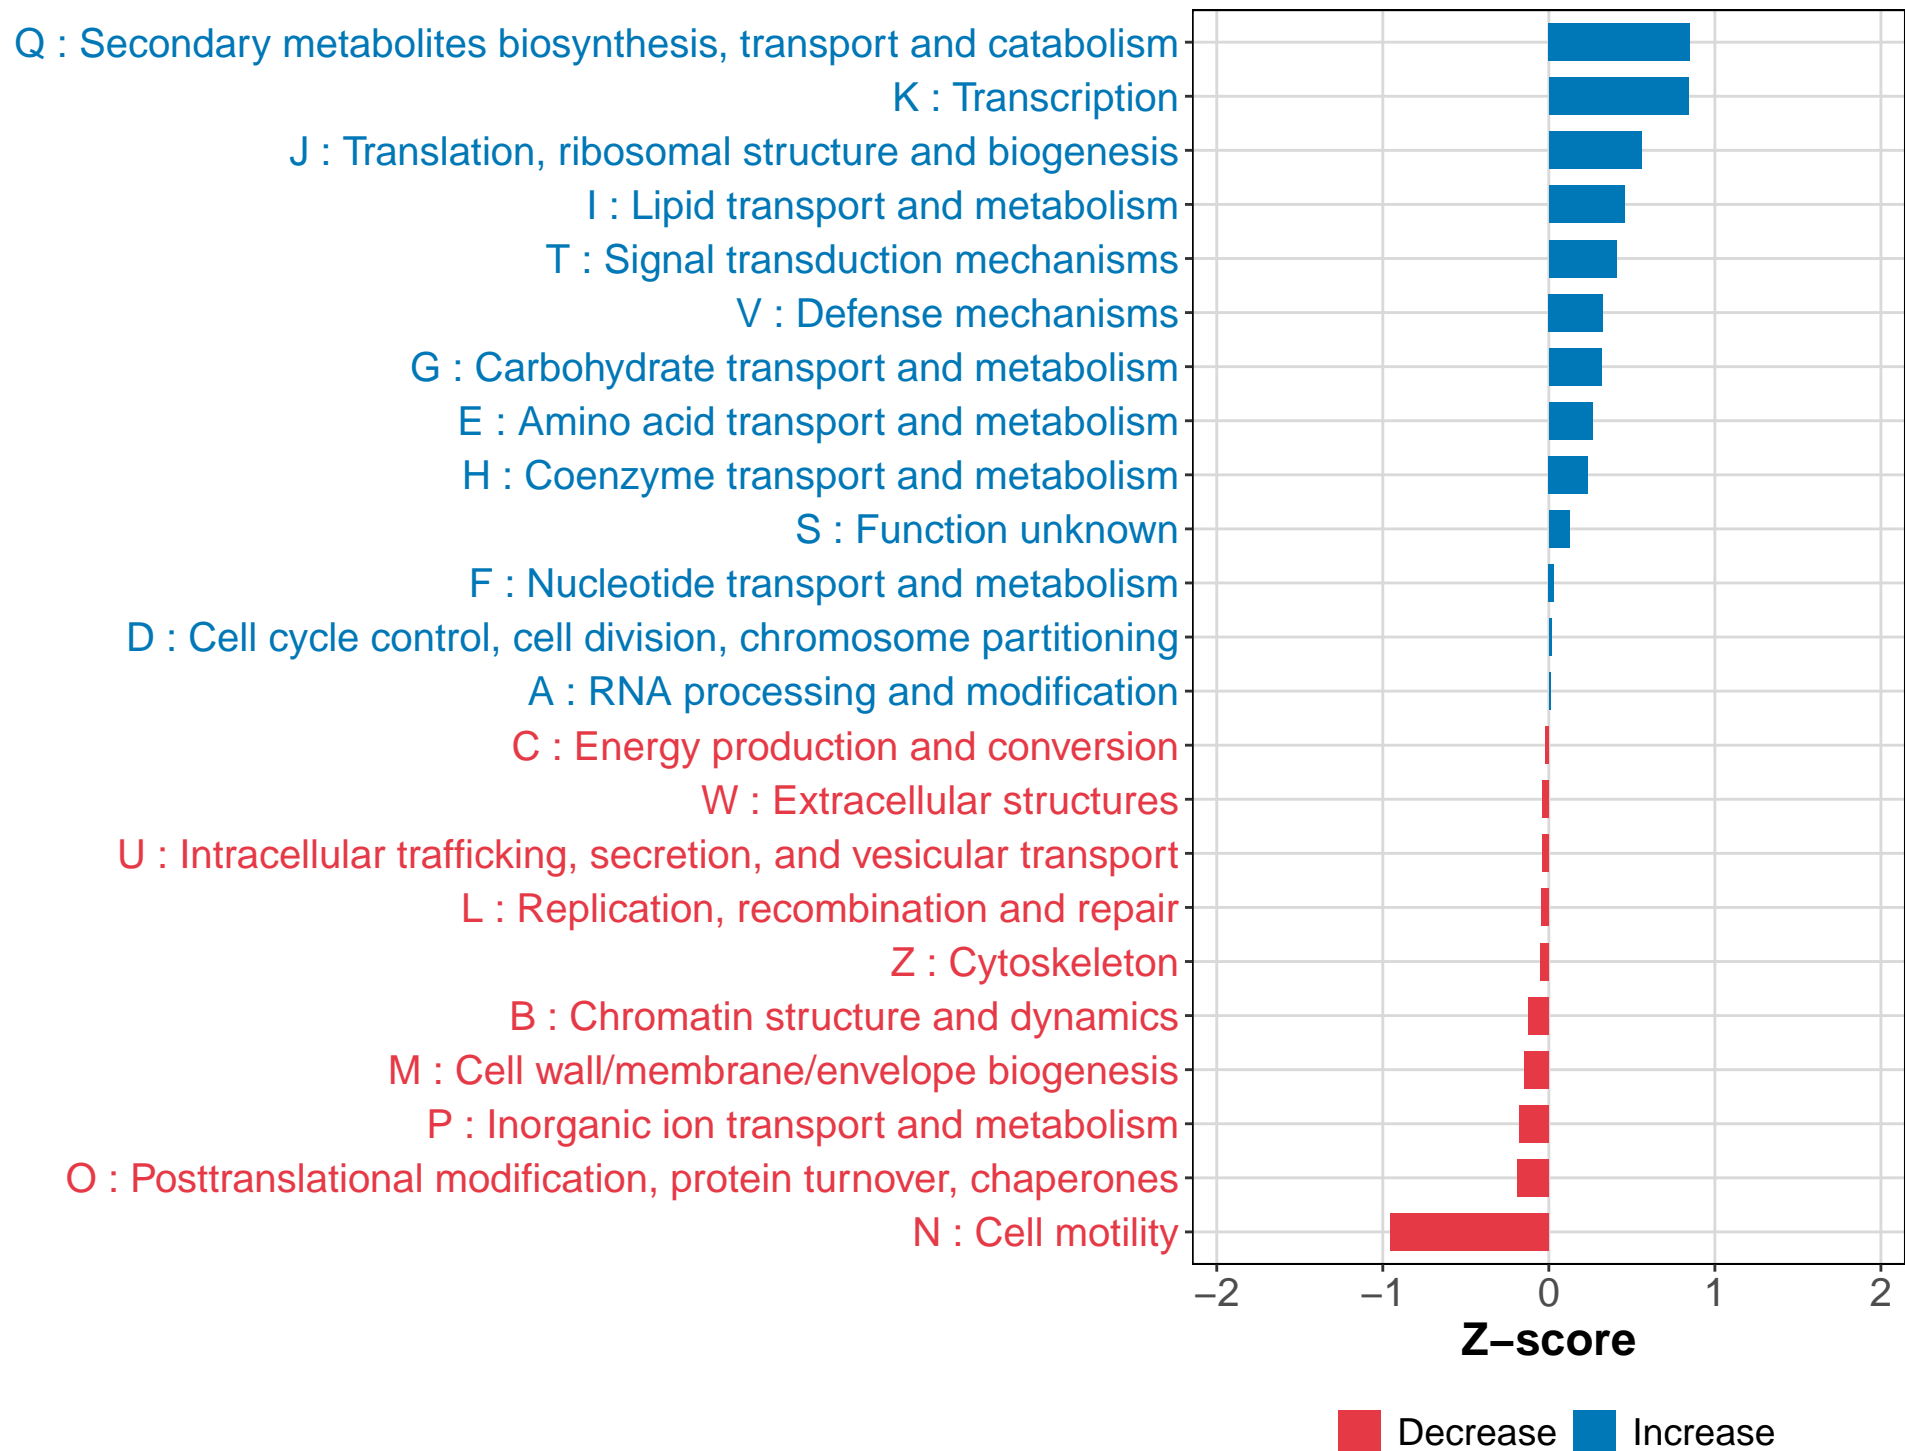 Q : Secondary metabolites biosynthesis, transport and catabolism
K : Transcription
J : Translation, ribosomal structure and biogenesis
I : Lipid transport and metabolism
T : Signal transduction mechanisms
V : Defense mechanisms
G : Carbohydrate transport and metabolism
E : Amino acid transport and metabolism
H : Coenzyme transport and metabolism
S : Function unknown
F : Nucleotide transport and metabolism
D : Cell cycle control, cell division, chromosome partitioning
A : RNA processing and modification
C : Energy production and conversion
W : Extracellular structures
U : Intracellular trafficking, secretion, and vesicular transport
L : Replication, recombination and repair
Z : Cytoskeleton
B : Chromatin structure and dynamics
M : Cell wall/membrane/envelope biogenesis
P : Inorganic ion transport and metabolism
O : Posttranslational modification, protein turnover, chaperones
N : Cell motility
−2 −1 0 1 2
Z−score
Decrease Increase